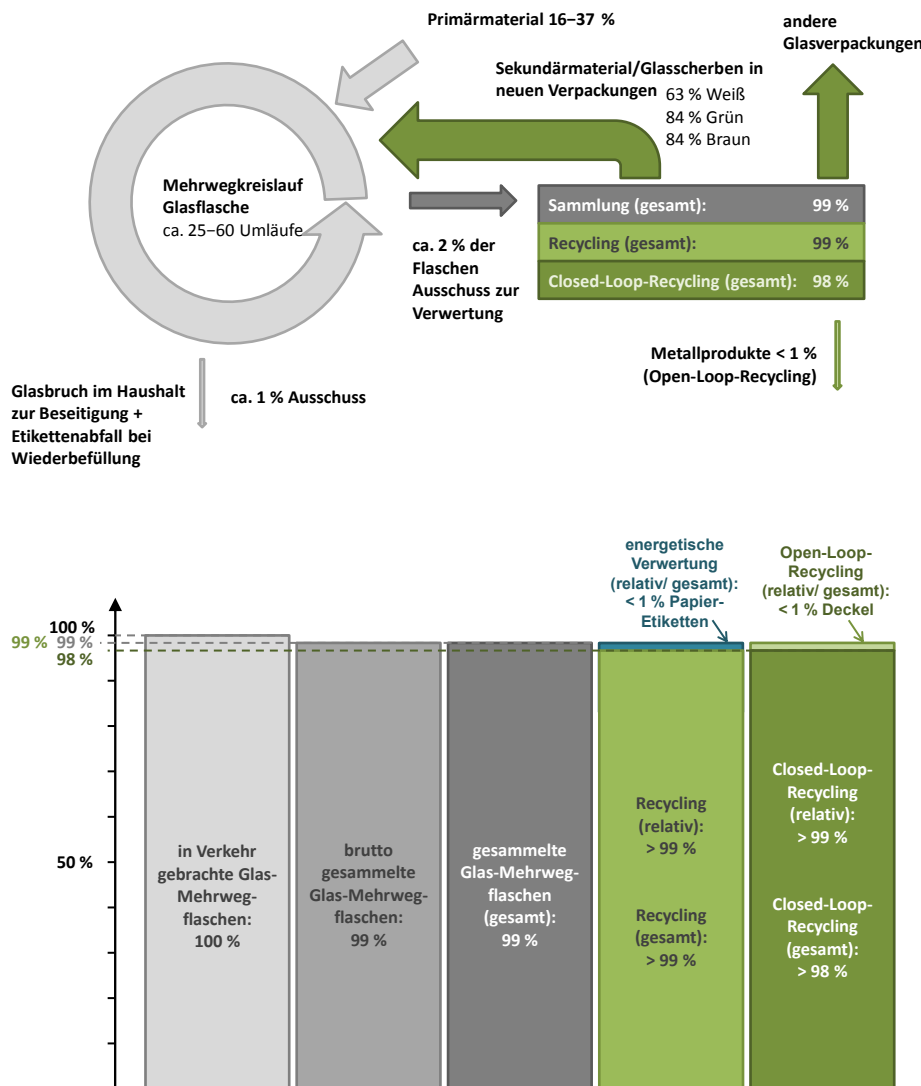 Primärmaterial 16–37 %
andere
Glasverpackungen
Sekundärmaterial/Glasscherben in
neuen Verpackungen
63 % Weiß
84 % Grün
84 % Braun
Mehrwegkreislauf
Glasflasche
ca. 25–60 Umläufe
Sammlung (gesamt): 99 %
Recycling (gesamt): 99 %
Closed-Loop-Recycling (gesamt): 98 %
ca. 2 % der
Flaschen
Ausschuss zur
Verwertung
Metallprodukte < 1 %
(Open-Loop-Recycling)
Glasbruch im Haushalt
zur Beseitigung +
Etikettenabfall bei
Wiederbefüllung
ca. 1 % Ausschuss
energetische
Verwertung
(relativ/ gesamt):
< 1 % Papier-
Etiketten
Open-Loop-
Recycling
(relativ/ gesamt):
< 1 % Deckel
100 %
99 % 99 %
98 %
50 %
in Verkehr
gebrachte Glas-
Mehrweg-
flaschen:
100 %
brutto
gesammelte
Glas-Mehrweg-
flaschen:
99 %
gesammelte
Glas-Mehrweg-
flaschen
(gesamt):
99 %
Recycling
(relativ):
> 99 %
Recycling
(gesamt):
> 99 %
Closed-Loop-
Recycling
(relativ):
> 99 %
Closed-Loop-
Recycling
(gesamt):
> 98 %